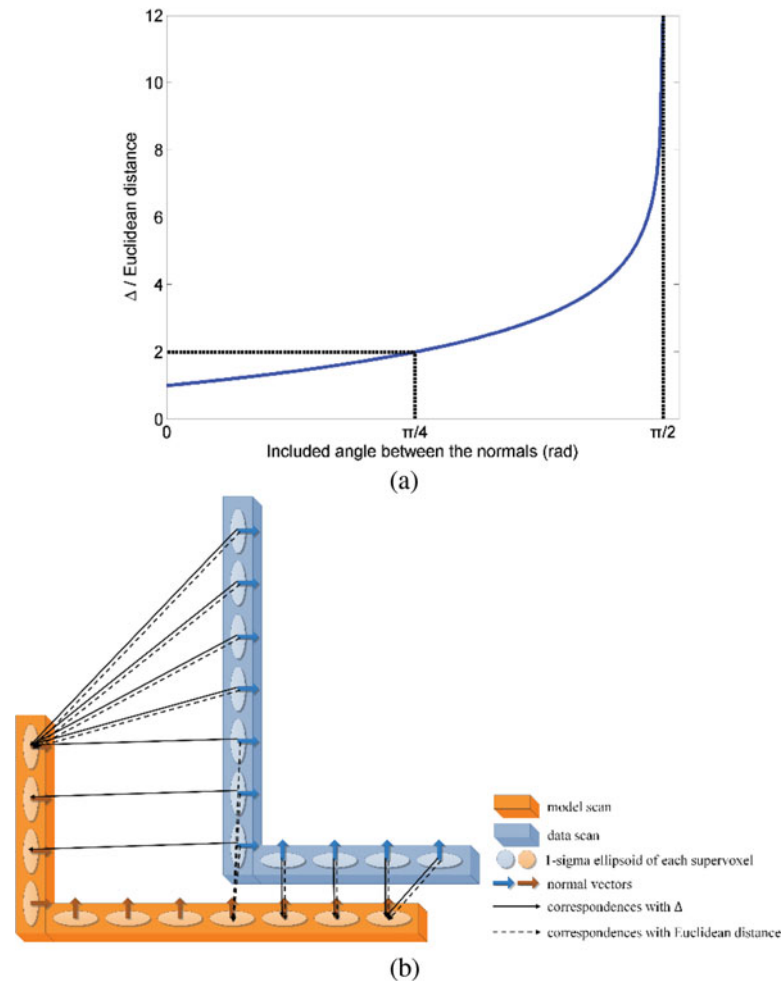 12
10
8
6
4
2
0
Δ / Euclidean distance
0
π/4
π/2
Included angle between the normals (rad)
(a)
model scan
data scan
1-sigma ellipsoid of each supervoxel
normal vectors
correspondences with Δ
correspondences with Euclidean distance
(b)